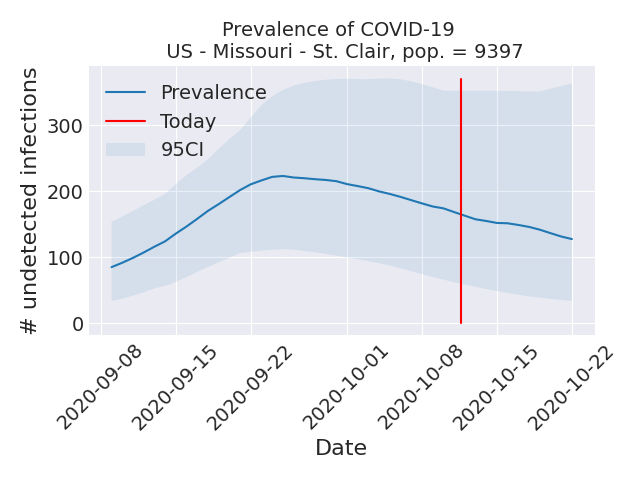 Prevalence of COVID-19
US - Missouri - St. Clair, pop. = 9397
# undetected infections
300
200
100
0
Prevalence
Today
95CI
2020-09-08
2020-09-15
2020-09-22
2020-10-01
2020-10-08
2020-10-15
2020-10-22
Date